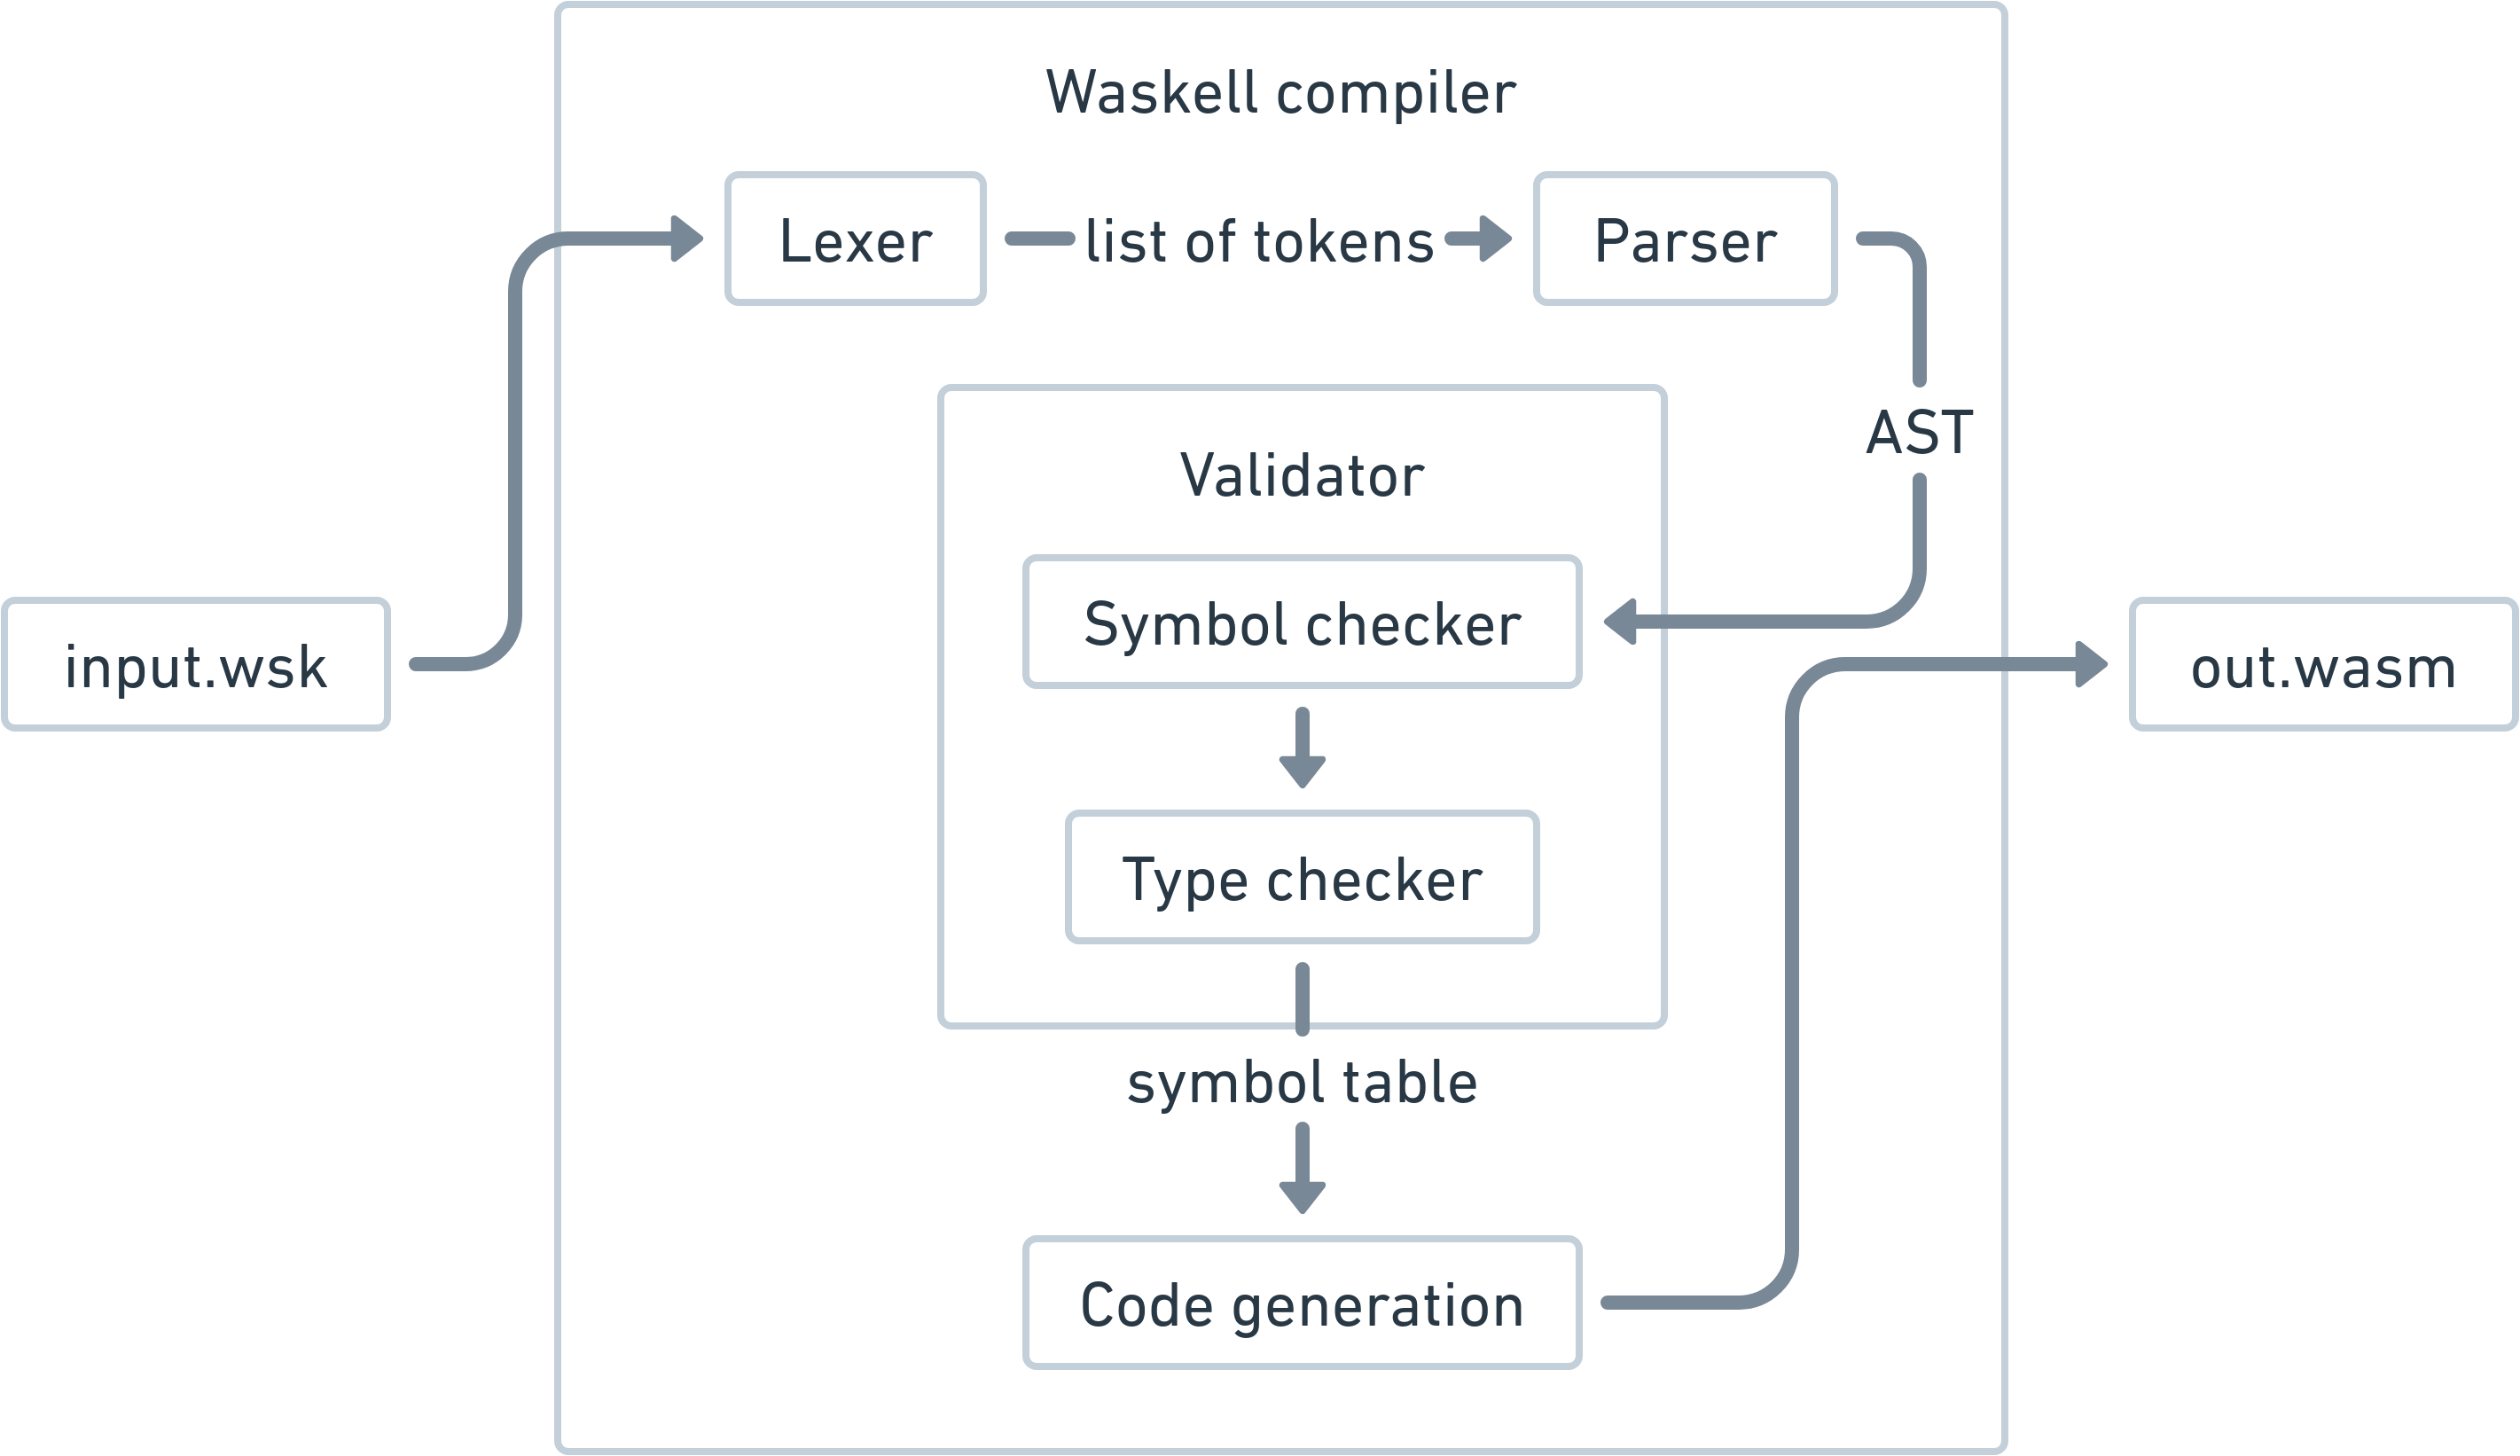 Waskell compiler
Lexer
list of tokens
Parser
AST
Validator
Symbol checker
input.wsk
out.wasm
Type checker
symbol table
Code generation